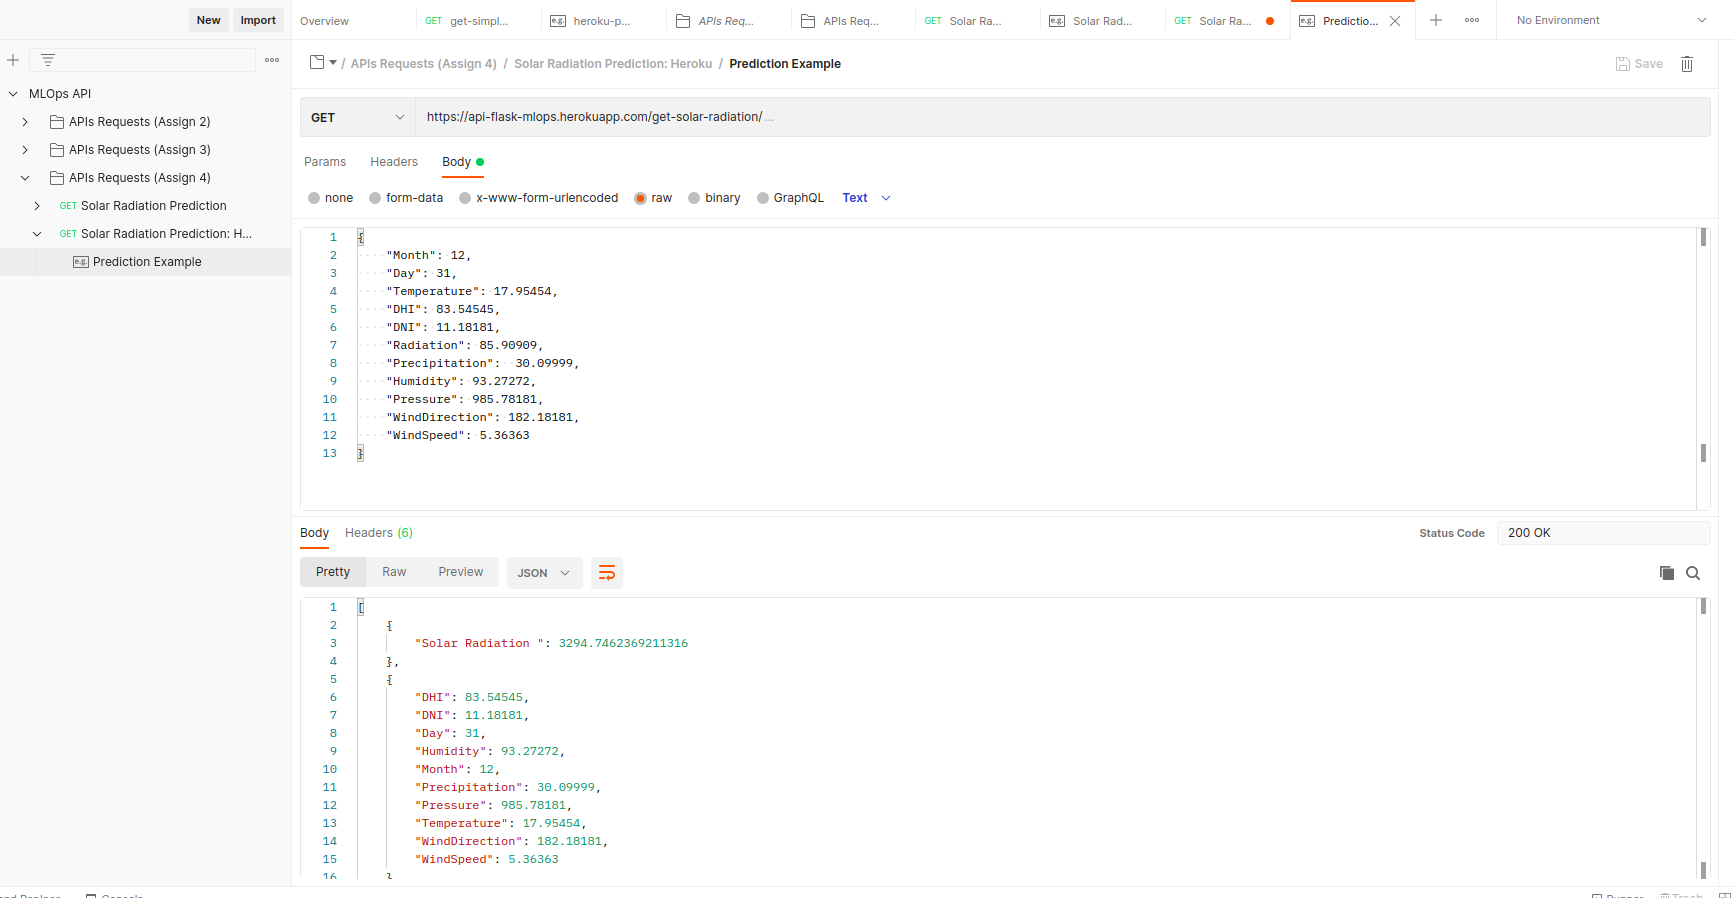 New Import
Overview GET get-simpl... e.g. heroku-p... APIs Req... APIs Req... GET Solar Ra... e.g. Solar Rad... GET Solar Ra... e.g. Predictio... No Environment
/ APIs Requests (Assign 4) / Solar Radiation Prediction: Heroku / Prediction Example Save
MLOps API
APIs Requests (Assign 2)
APIs Requests (Assign 3)
APIs Requests (Assign 4)
GET Solar Radiation Prediction
GET Solar Radiation Prediction: H...
e.g. Prediction Example
GET https://api-flask-mlops.herokuapp.com/get-solar-radiation/ ...
Params Headers Body
none form-data x-www-form-urlencoded raw binary GraphQL Text
1 {
2 "Month": 12,
3 "Day": 31,
4 "Temperature": 17.95454,
5 "DHI": 83.54545,
6 "DNI": 11.18181,
7 "Radiation": 85.90909,
8 "Precipitation":  30.09999,
9 "Humidity": 93.27272,
10 "Pressure": 985.78181,
11 "WindDirection": 182.18181,
12 "WindSpeed": 5.36363
13 }
Body Headers (6) Status Code 200 OK
Pretty Raw Preview JSON
1 [
2 {
3 "Solar Radiation ": 3294.7462369211316
4 },
5 {
6 "DHI": 83.54545,
7 "DNI": 11.18181,
8 "Day": 31,
9 "Humidity": 93.27272,
10 "Month": 12,
11 "Precipitation": 30.09999,
12 "Pressure": 985.78181,
13 "Temperature": 17.95454,
14 "WindDirection": 182.18181,
15 "WindSpeed": 5.36363
16 }
and Replace Console Runner Trash